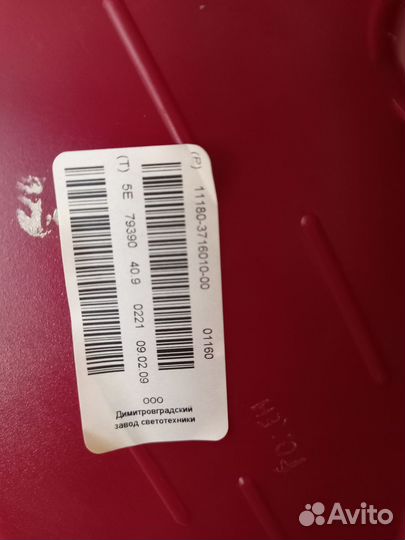 (P) 11180-3716010-00 01160
(T) 5E 79390 40.9 0221 09.02.09
ООО
Димитровградский
завод светотехники
Avito